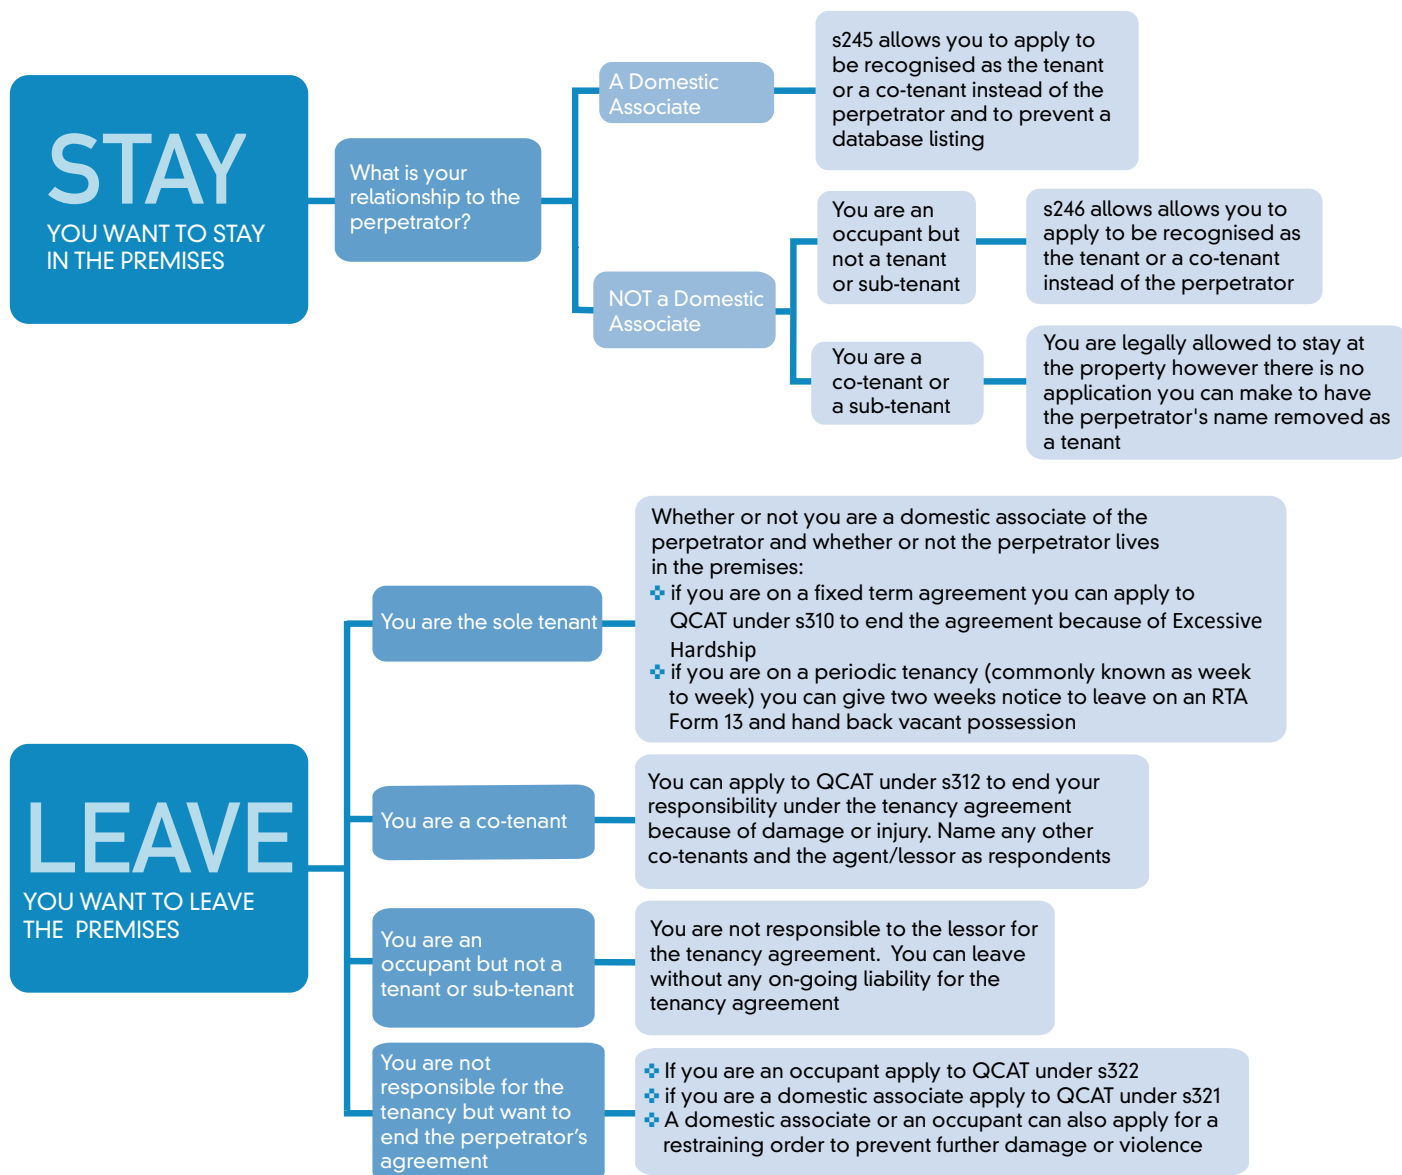 STAY
YOU WANT TO STAY
IN THE PREMISES
What is your
relationship to the
perpetrator?
A Domestic
Associate
s245 allows you to apply to
be recognised as the tenant
or a co-tenant instead of the
perpetrator and to prevent a
database listing
NOT a Domestic
Associate
You are an
occupant but
not a tenant
or sub-tenant
s246 allows allows you to
apply to be recognised as
the tenant or a co-tenant
instead of the perpetrator
You are a
co-tenant or
a sub-tenant
You are legally allowed to stay at
the property however there is no
application you can make to have
the perpetrator's name removed as
a tenant
LEAVE
YOU WANT TO LEAVE
THE PREMISES
You are the sole tenant
Whether or not you are a domestic associate of the
perpetrator and whether or not the perpetrator lives
in the premises:
✤ if you are on a fixed term agreement you can apply to
QCAT under s310 to end the agreement because of Excessive
Hardship
✤ if you are on a periodic tenancy (commonly known as week
to week) you can give two weeks notice to leave on an RTA
Form 13 and hand back vacant possession
You are a co-tenant
You can apply to QCAT under s312 to end your
responsibility under the tenancy agreement
because of damage or injury. Name any other
co-tenants and the agent/lessor as respondents
You are an
occupant but not a
tenant or sub-tenant
You are not responsible to the lessor for
the tenancy agreement. You can leave
without any on-going liability for the
tenancy agreement
You are not
responsible for the
tenancy but want to
end the perpetrator’s
agreement
✤ If you are an occupant apply to QCAT under s322
✤ if you are a domestic associate apply to QCAT under s321
✤ A domestic associate or an occupant can also apply for a
restraining order to prevent further damage or violence